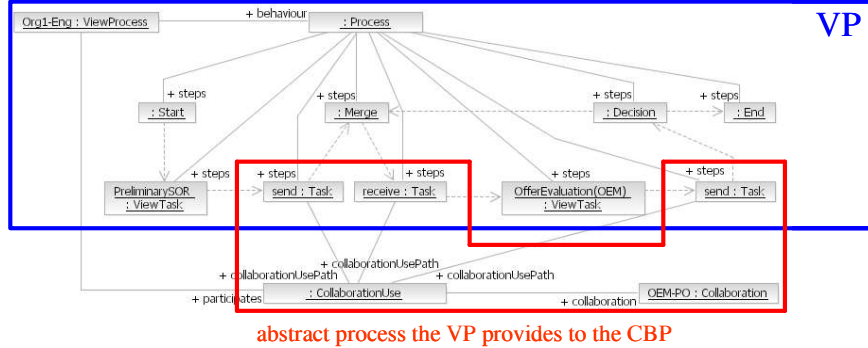 + behaviour
Org1-Eng : ViewProcess
: Process
VP
+ steps
+ steps
+ steps
+ steps
: Start
: Merge
: Decision
: End
+ steps
+ steps
+ steps
+ steps
+ steps
PreliminarySOR
: ViewTask
send : Task
receive : Task
OfferEvaluation(OEM)
: ViewTask
send : Task
+ collaborationUsePath
+ collaborationUsePath
+ collaborationUsePath
+ participates
: CollaborationUse
+ collaboration
OEM-PO : Collaboration
abstract process the VP provides to the CBP